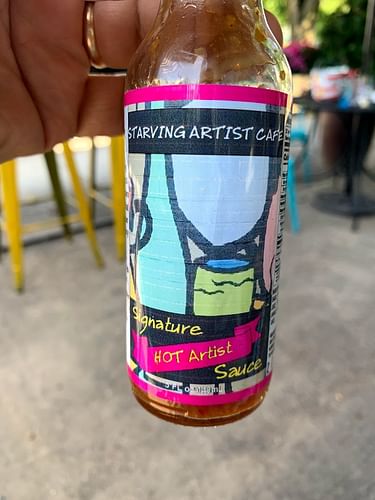 STARVING ARTIST CAFE
Signature
HOT Artist
Sauce